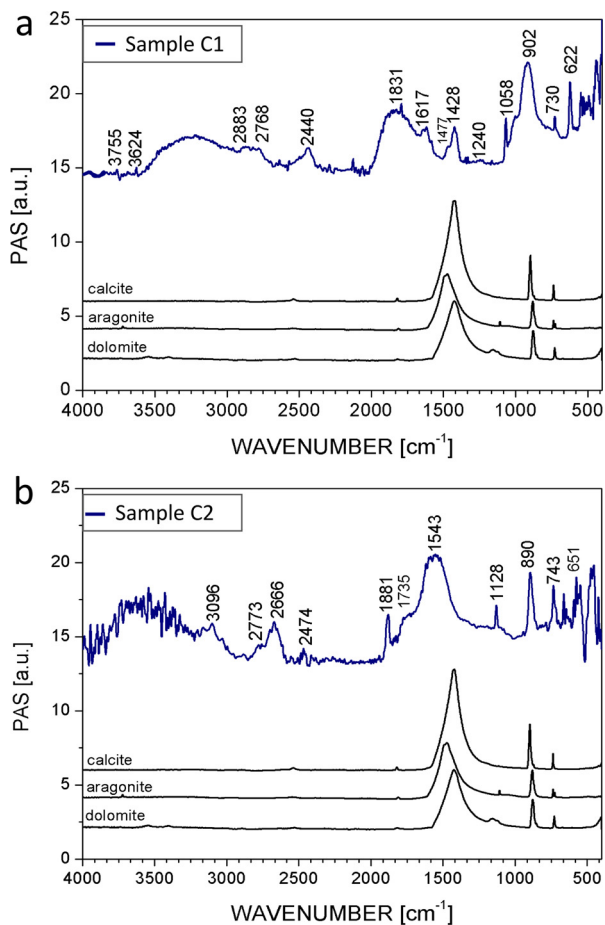 a
Sample C1
25
20
15
10
5
0
PAS [a.u.]
3755
3624
2883
2768
2440
1831
1617
1477
1428
1240
1058
902
730
622
calcite
aragonite
dolomite
4000 3500 3000 2500 2000 1500 1000 500
WAVENUMBER [cm⁻¹]
b
Sample C2
25
20
15
10
5
0
PAS [a.u.]
3096
2773
2666
2474
1881
1735
1543
1128
890
743
651
calcite
aragonite
dolomite
4000 3500 3000 2500 2000 1500 1000 500
WAVENUMBER [cm⁻¹]